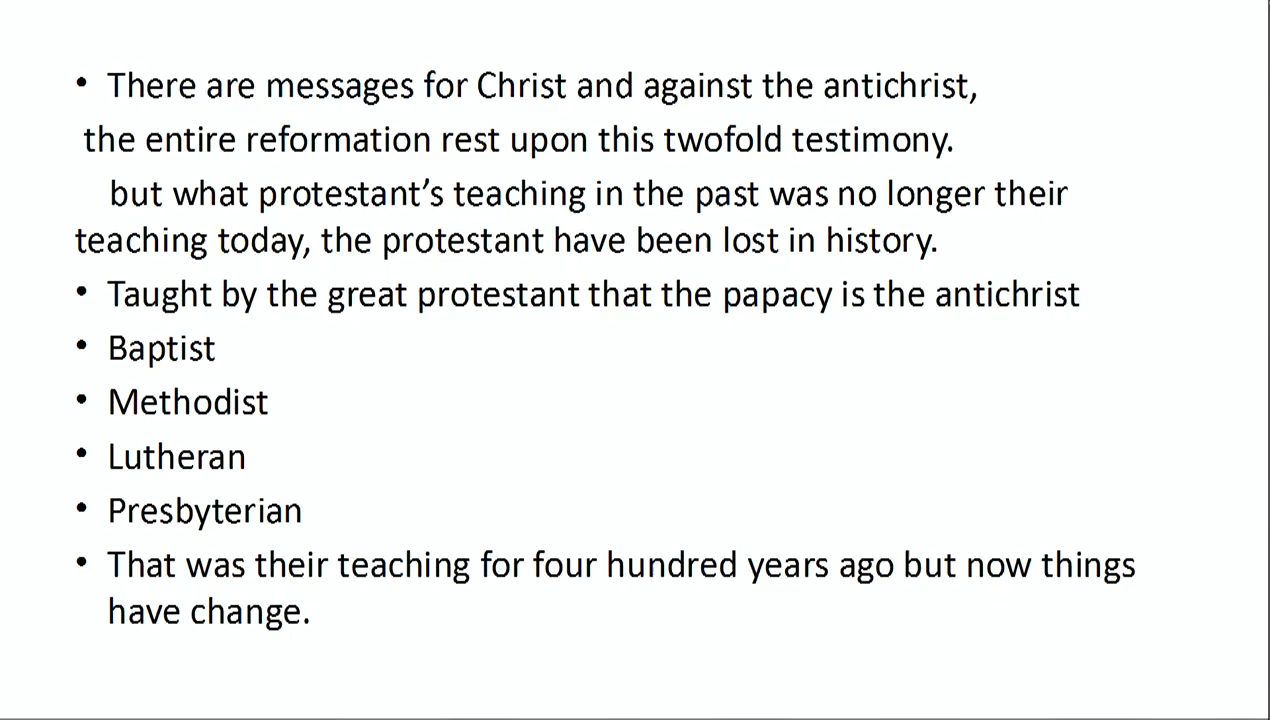 • There are messages for Christ and against the antichrist,
the entire reformation rest upon this twofold testimony.
but what protestant’s teaching in the past was no longer their
teaching today, the protestant have been lost in history.
• Taught by the great protestant that the papacy is the antichrist
• Baptist
• Methodist
• Lutheran
• Presbyterian
• That was their teaching for four hundred years ago but now things
have change.